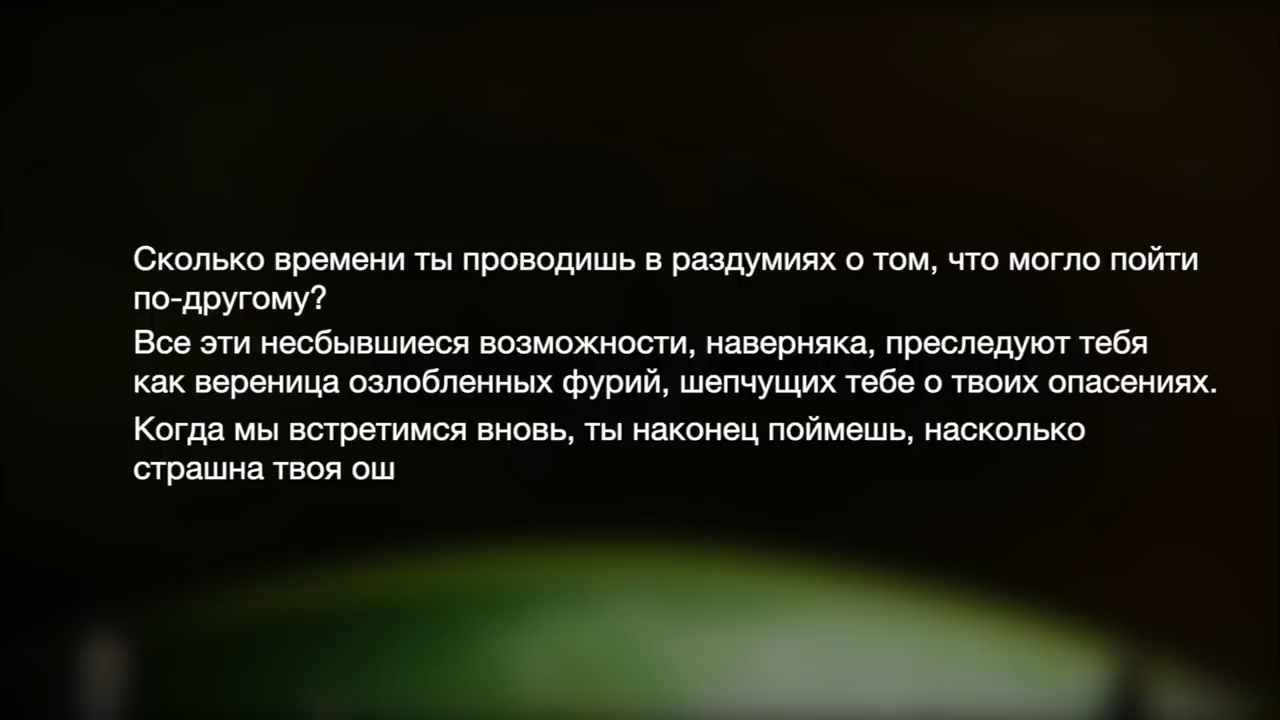 Сколько времени ты проводишь в раздумиях о том, что могло пойти
по-другому?
Все эти несбывшиеся возможности, наверняка, преследуют тебя
как вереница озлобленных фурий, шепчущих тебе о твоих опасениях.
Когда мы встретимся вновь, ты наконец поймешь, насколько
страшна твоя ош